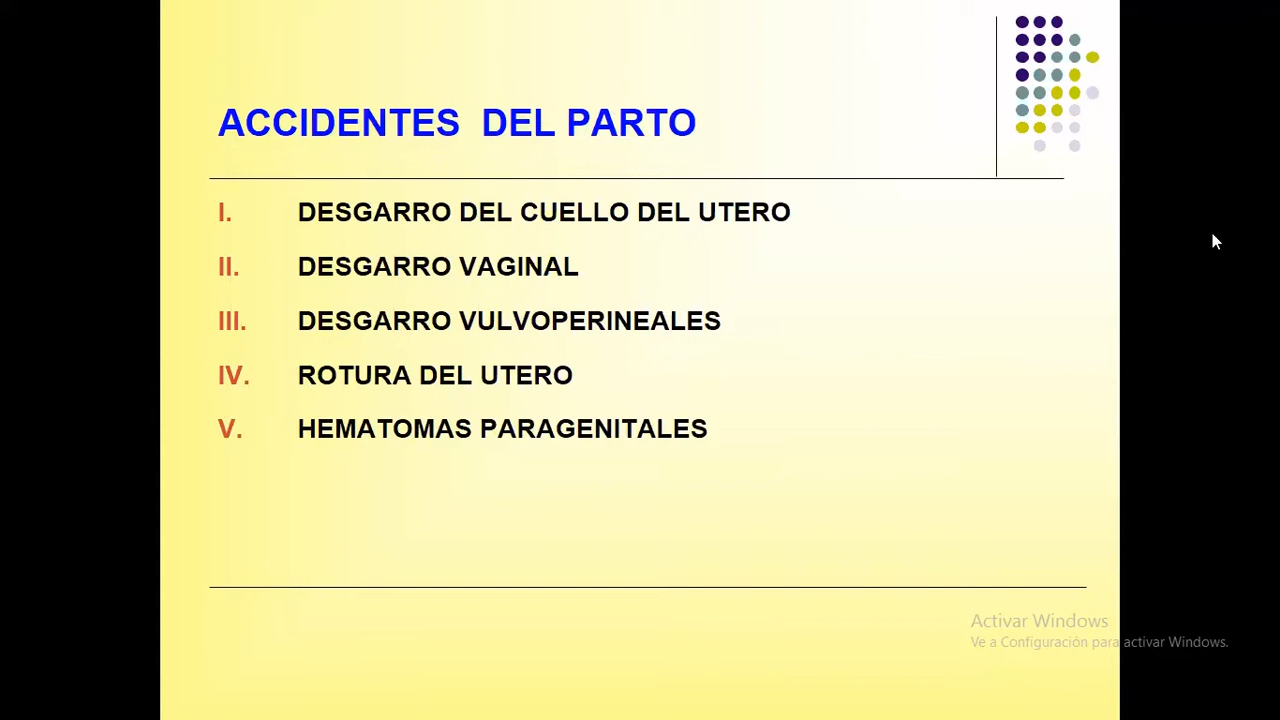 ACCIDENTES DEL PARTO
I. DESGARRO DEL CUELLO DEL UTERO
II. DESGARRO VAGINAL
III. DESGARRO VULVOPERINEALES
IV. ROTURA DEL UTERO
V. HEMATOMAS PARAGENITALES
Activar Windows
Ve a Configuración para activar Windows.